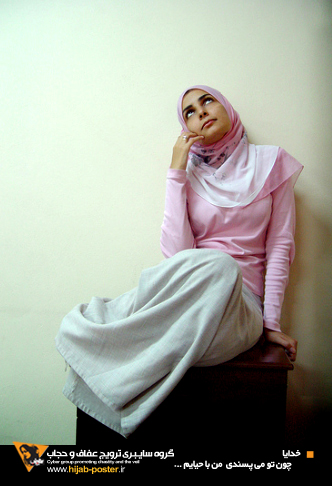 خدایا
چون تو می پسندی من با حیایم ...
گروه سایبری ترویج عفاف و حجاب
Cyber group promoting chastity and the veil
www.hijab-poster.ir